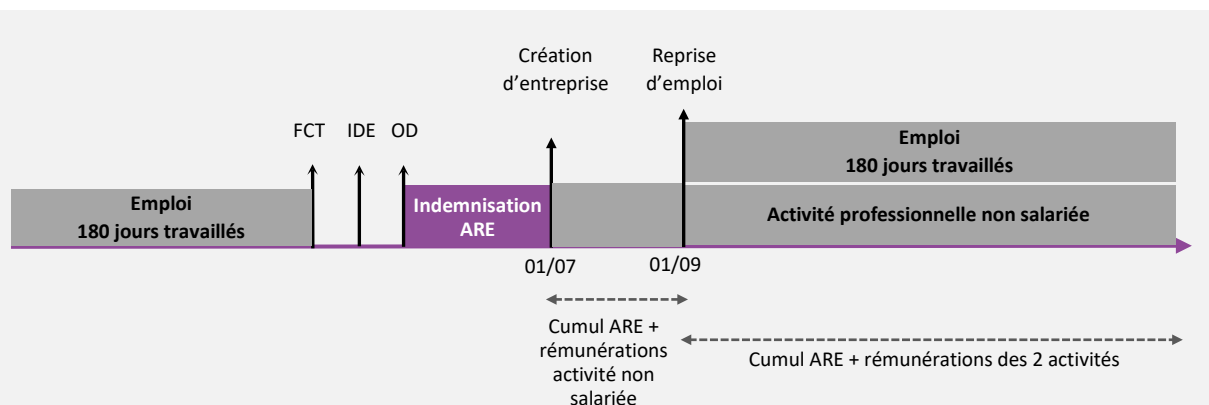 Création
d’entreprise
Reprise
d’emploi
FCT
IDE
OD
Emploi
180 jours travaillés
Indemnisation
ARE
Emploi
180 jours travaillés
Activité professionnelle non salariée
01/07
01/09
Cumul ARE +
rémunérations
activité non
salariée
Cumul ARE + rémunérations des 2 activités